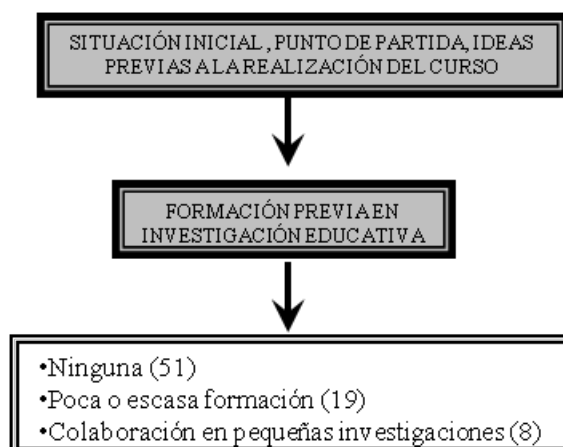 SITUACIÓN INICIAL, PUNTO DE PARTIDA, IDEAS
PREVIAS A LA REALIZACIÓN DEL CURSO
FORMACIÓN PREVIA EN
INVESTIGACIÓN EDUCATIVA
•Ninguna (51)
•Poca o escasa formación (19)
•Colaboración en pequeñas investigaciones (8)